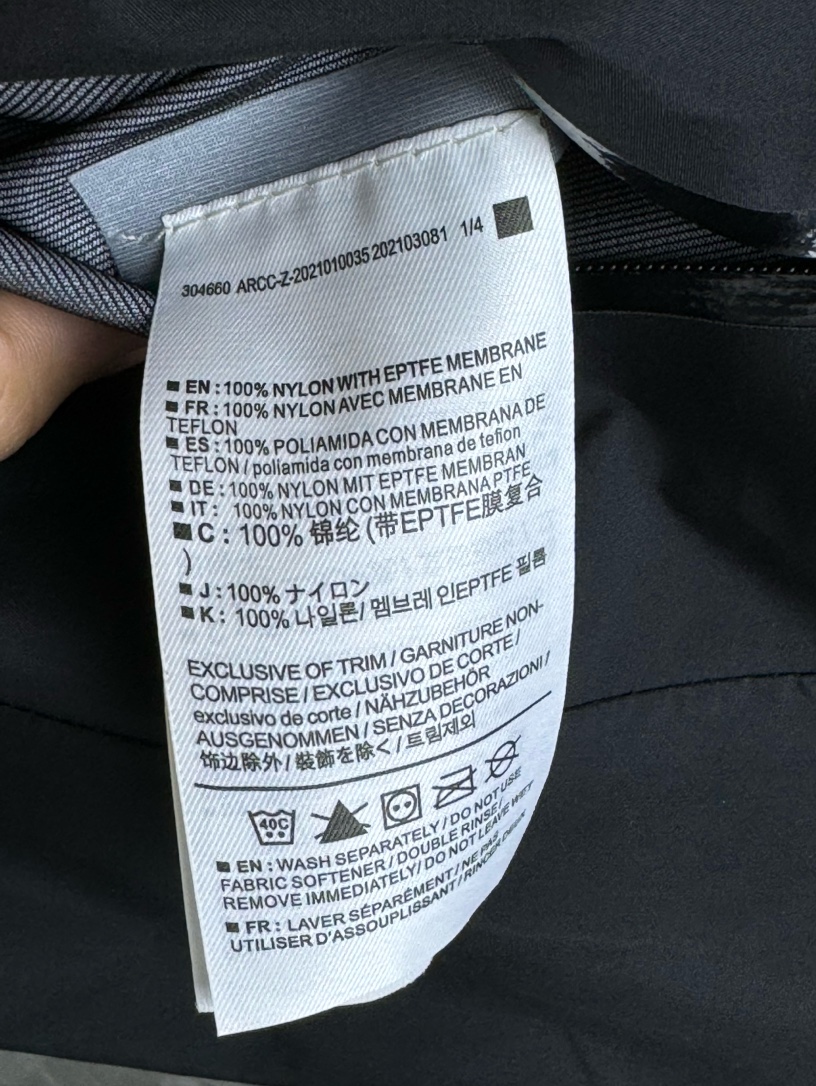 304660 ARCC-Z-2021010035 202103081 1/4
EN : 100% NYLON WITH EPTFE MEMBRANE
FR : 100% NYLON AVEC MEMBRANE EN
TEFLON
ES : 100% POLIAMIDA CON MEMBRANA DE
TEFLON / poliamida con membrana de teflon
DE : 100% NYLON MIT EPTFE MEMBRAN
IT : 100% NYLON CON MEMBRANA PTFE
C : 100% 锦纶 (带EPTFE膜复合
)
J : 100% ナイロン
K : 100% 나일론/ 멤브레 인EPTFE 필름
EXCLUSIVE OF TRIM / GARNITURE NON-
COMPRISE / EXCLUSIVO DE CORTE /
exclusivo de corte / NÄHZUBEHÖR
AUSGENOMMEN / SENZA DECORAZIONI /
饰边除外 / 裝飾を除く / 트림제외
40C
EN : WASH SEPARATELY / DO NOT USE
FABRIC SOFTENER / DOUBLE RINSE /
REMOVE IMMEDIATELY / DO NOT LEAVE WET
FR : LAVER SÉPARÉMENT / NE PAS
UTILISER D'ASSOUPLISSANT / RINCER DEUX